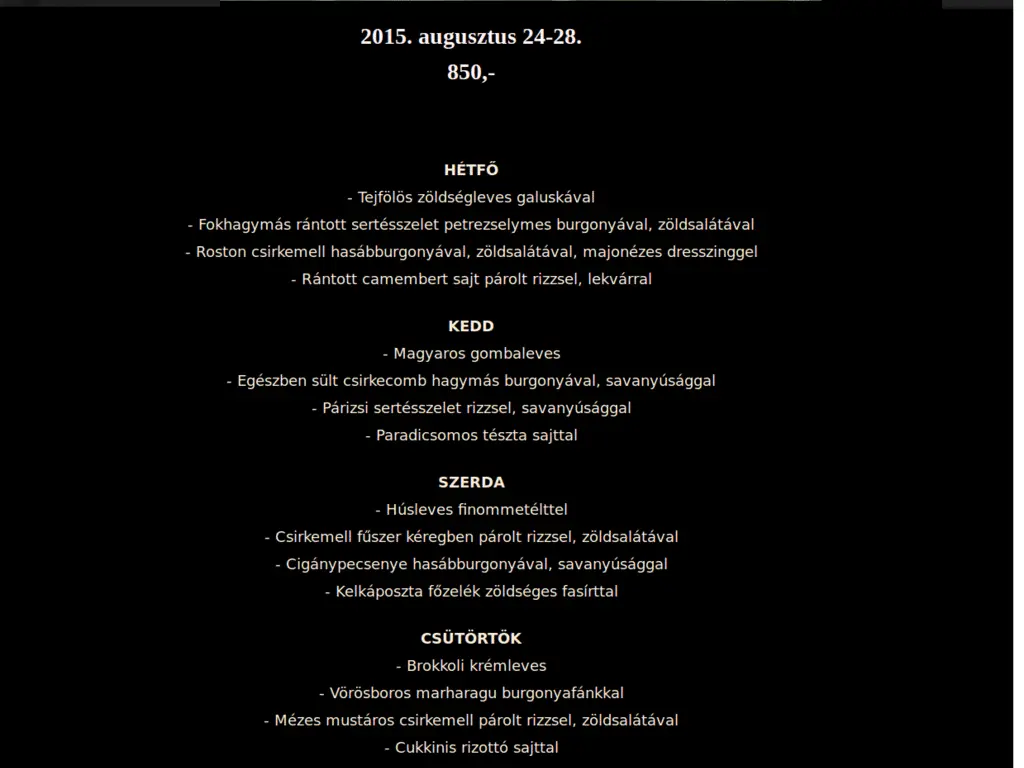 2015. augusztus 24-28.
850,-
HÉTFŐ
- Tejfölös zöldségleves galuskával
- Fokhagymás rántott sertésszelet petrezselymes burgonyával, zöldsalátával
- Roston csirkemell hasábburgonyával, zöldsalátával, majonézes dresszinggel
- Rántott camembert sajt párolt rizzsel, lekvárral
KEDD
- Magyaros gombaleves
- Egészben sült csirkecomb hagymás burgonyával, savanyúsággal
- Párizsi sertésszelet rizzsel, savanyúsággal
- Paradicsomos tészta sajttal
SZERDA
- Húsleves finommetélttel
- Csirkemell fűszer kéregben párolt rizzsel, zöldsalátával
- Cigánypecsenye hasábburgonyával, savanyúsággal
- Kelkáposzta főzelék zöldséges fasírttal
CSÜTÖRTÖK
- Brokkoli krémleves
- Vörösboros marharagu burgonyafánkkal
- Mézes mustáros csirkemell párolt rizzsel, zöldsalátával
- Cukkinis rizottó sajttal